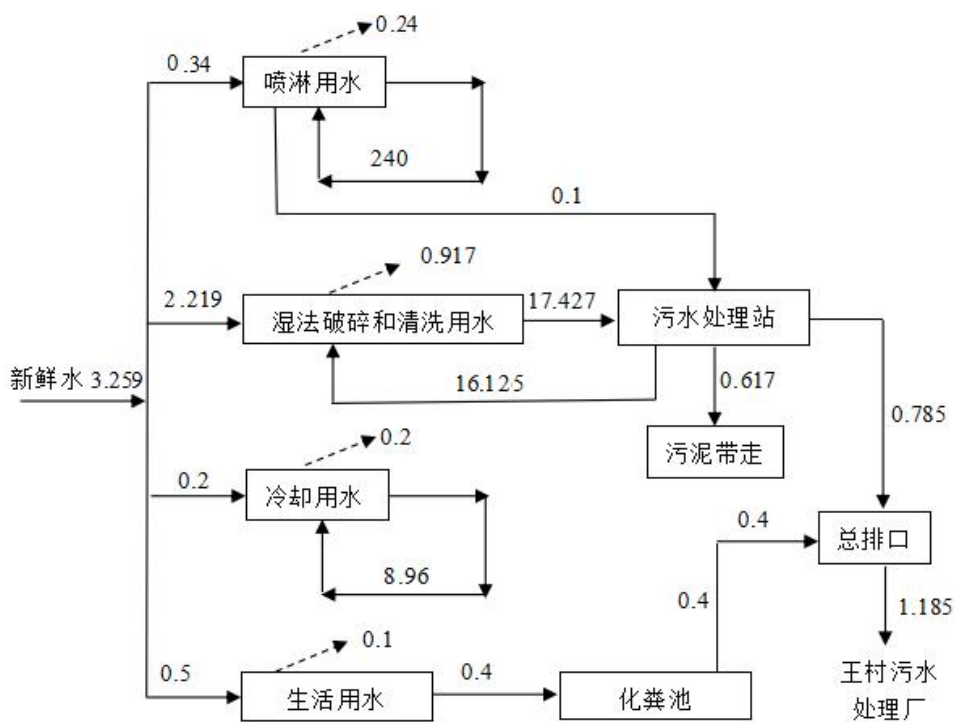 0.24
0.34
喷淋用水
240
0.1
0.917
2.219
湿法破碎和清洗用水
17.427
污水处理站
新鲜水 3.259
16.125
0.617
0.785
污泥带走
0.2
0.2
冷却用水
8.96
0.4
总排口
0.4
1.185
0.1
0.5
生活用水
0.4
化粪池
王村污水
处理厂